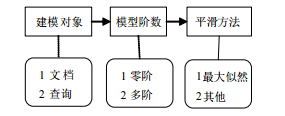 建模对象
模型阶数
平滑方法
1 文档
2 查询
1 零阶
2 多阶
1最大似然
2其他